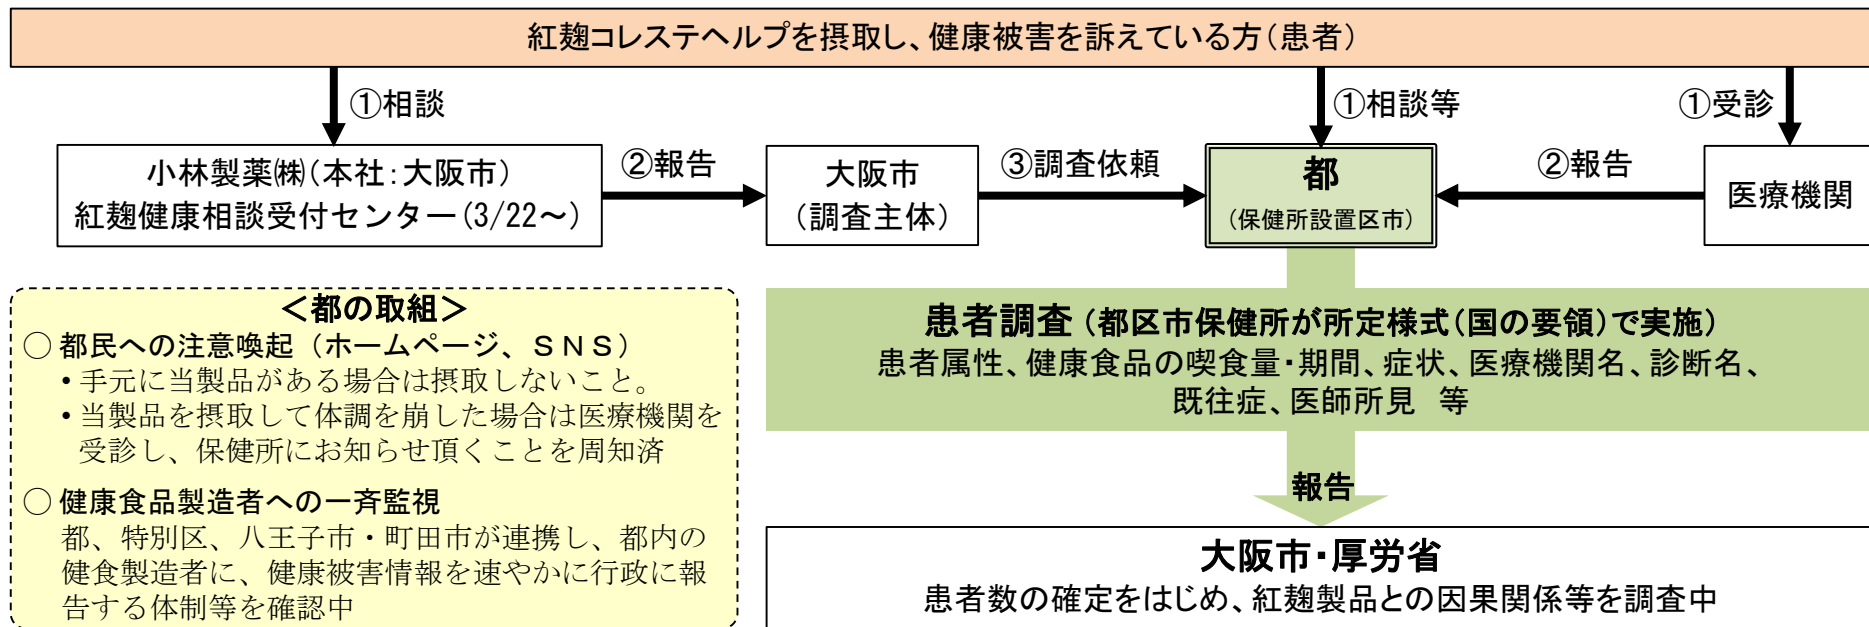 紅麹コレステヘルプを摂取し、健康被害を訴えている方（患者）
①相談
①相談等
①受診
小林製薬㈱（本社：大阪市）
紅麹健康相談受付センター（3/22～）
②報告
大阪市
（調査主体）
③調査依頼
都
（保健所設置区市）
②報告
医療機関
＜都の取組＞
○ 都民への注意喚起（ホームページ、ＳＮＳ）
• 手元に当製品がある場合は摂取しないこと。
• 当製品を摂取して体調を崩した場合は医療機関を
受診し、保健所にお知らせ頂くことを周知済
○ 健康食品製造者への一斉監視
都、特別区、八王子市・町田市が連携し、都内の
健食製造者に、健康被害情報を速やかに行政に報
告する体制等を確認中
患者調査（都区市保健所が所定様式（国の要領）で実施）
患者属性、健康食品の喫食量・期間、症状、医療機関名、診断名、
既往症、医師所見　等
報告
大阪市・厚労省
患者数の確定をはじめ、紅麹製品との因果関係等を調査中